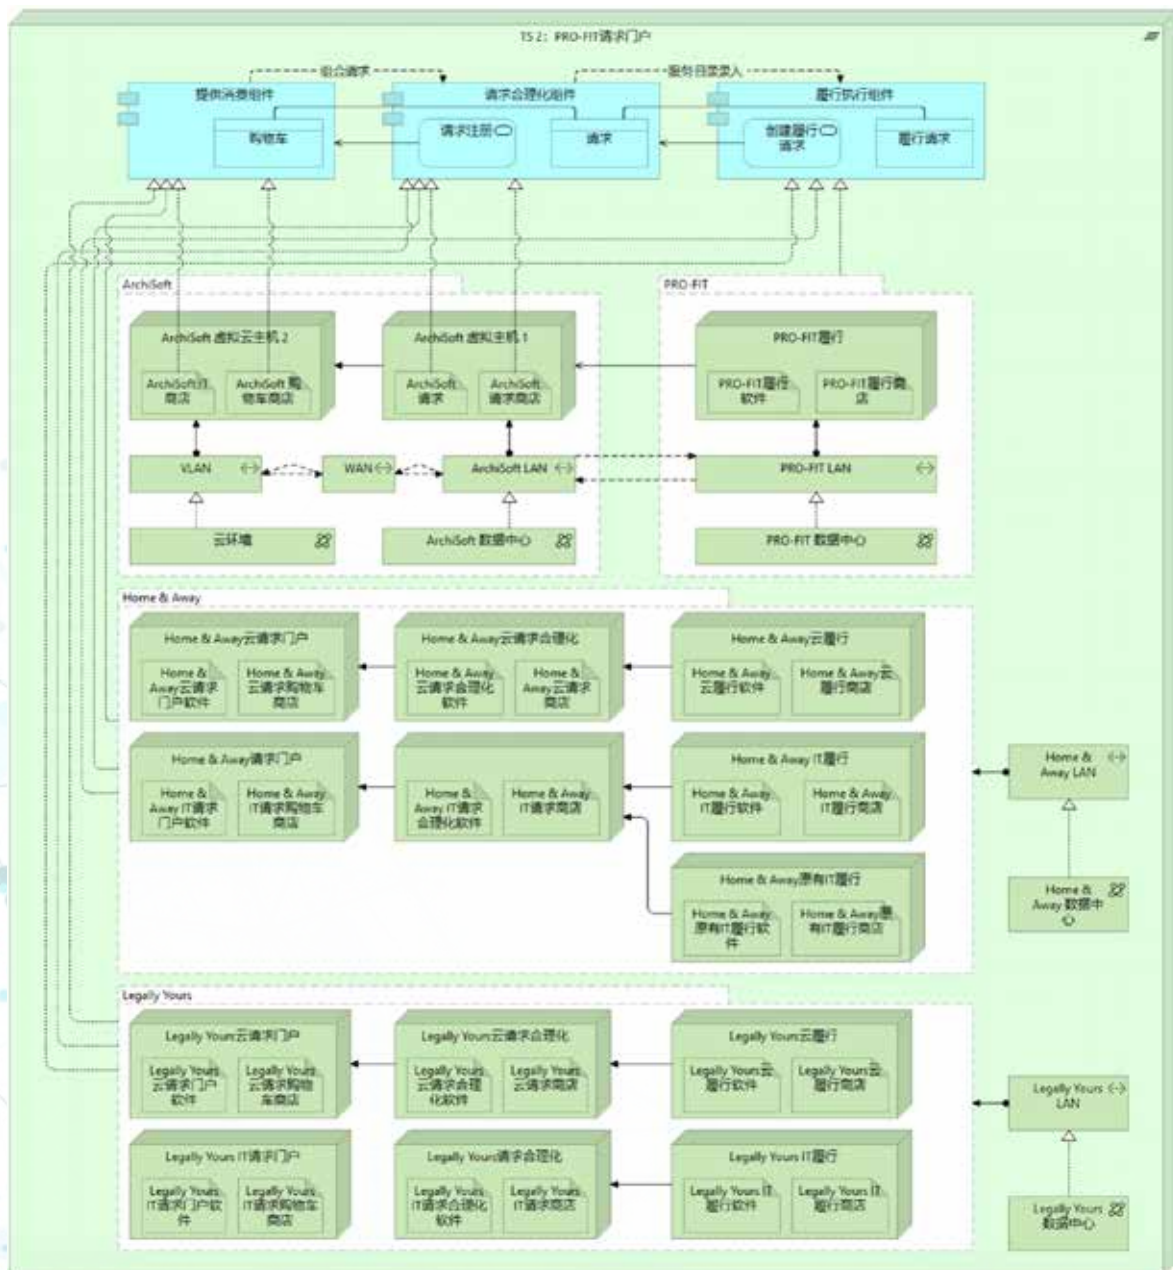 TS 2：PRO-FIT请求门户
组合请求
服务目录录入
提供消费组件
请求合理化组件
履行执行组件
购物车
请求注册
请求
创建履行
请求
履行请求
ArchiSoft
PRO-FIT
ArchiSoft 虚拟云主机 2
ArchiSoft 虚拟主机 1
PRO-FIT履行
商店
ArchiSoft 购
物车商店
ArchiSoft
请求
ArchiSoft
请求商店
PRO-FIT履行
软件
PRO-FIT履行商
店
VLAN
WAN
ArchiSoft LAN
PRO-FIT LAN
云环境
ArchiSoft 数据中心
PRO-FIT 数据中心
Home & Away
Home & Away云请求门户
Home & Away云请求合理化
Home & Away云履行
Home &
Away云请求
门户软件
Home & Away
云请求购物车
商店
Home & Away
云请求合理化
软件
Home &
Away云请求
商店
Home & Away
云履行软件
Home & Away云
履行商店
Home & Away请求门户
Home & Away IT履行
Home &
Away IT请求
门户软件
Home & Away
IT请求购物车
商店
Home &
Away IT请求
合理化软件
Home & Away
IT请求商店
Home & Away
IT履行软件
Home & Away
IT履行商店
Home &
Away LAN
Home & Away原有IT履行
Home & Away
原有IT履行软
件
Home & Away原
有IT履行商店
Home &
Away 数据中
心
Legally Yours
Legally Yours云请求门户
Legally Yours云请求合理化
Legally Yours云履行
Legally Yours
云请求门户
软件
Legally Yours
云请求购物
车商店
Legally Yours
云请求合理
化软件
Legally Yours
云请求商店
Legally Yours云
履行软件
Legally Yours云
履行商店
Legally Yours
LAN
Legally Yours IT请求门户
Legally Yours请求合理化
Legally Yours IT履行
Legally Yours
IT请求门户软
件
Legally Yours
IT请求购物车
商店
Legally Yours
IT请求合理化
软件
Legally Yours
IT请求商店
Legally Yours IT
履行软件
Legally Yours IT
履行商店
Legally Yours
数据中心